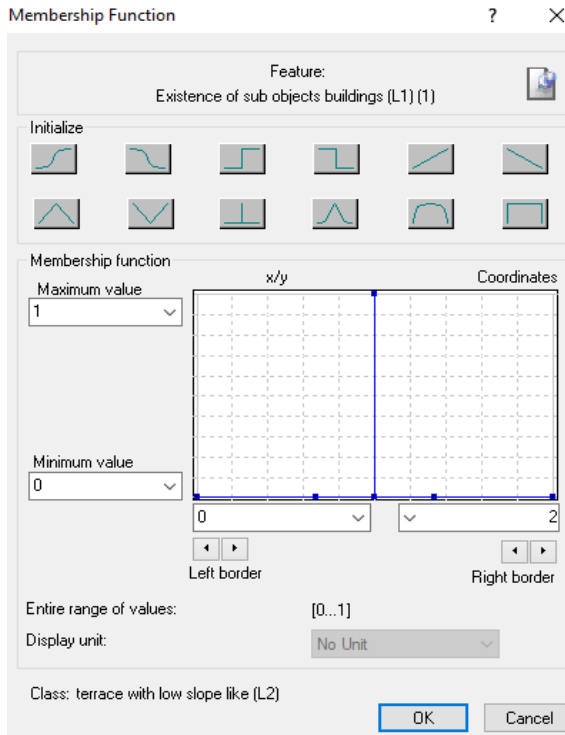 Membership Function
?
Feature:
Existence of sub objects buildings (L1) (1)
Initialize
Membership function
x/y
Coordinates
Maximum value
1
Minimum value
0
0
2
Left border
Right border
Entire range of values:
[0...1]
Display unit:
No Unit
Class: terrace with low slope like (L2)
OK
Cancel